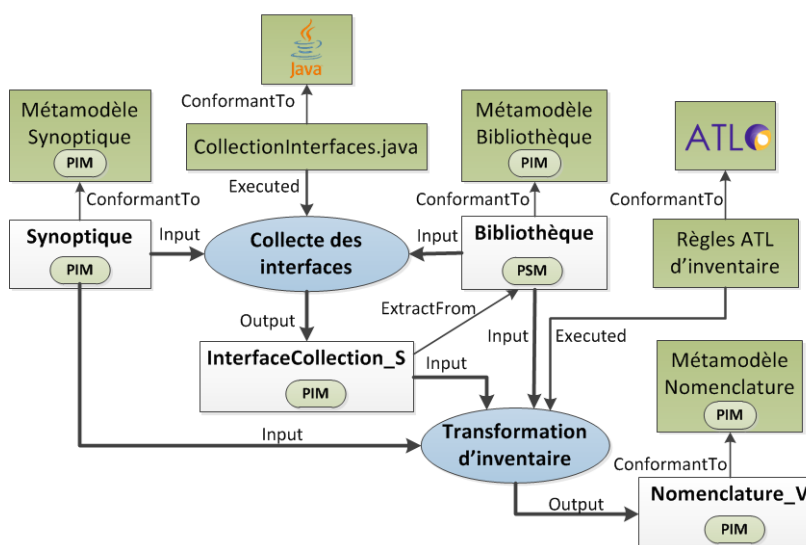 Java
ConformantTo
Métamodèle
Synoptique
PIM
CollectionInterfaces.java
Métamodèle
Bibliothèque
PIM
ATL
ConformantTo
Executed
ConformantTo
ConformantTo
Synoptique
PIM
Input
Collecte des
interfaces
Input
Bibliothèque
PSM
Règles ATL
d'inventaire
Output
ExtractFrom
Input
Executed
InterfaceCollection_S
PIM
Input
Métamodèle
Nomenclature
PIM
Input
Transformation
d'inventaire
ConformantTo
Output
Nomenclature_V
PIM